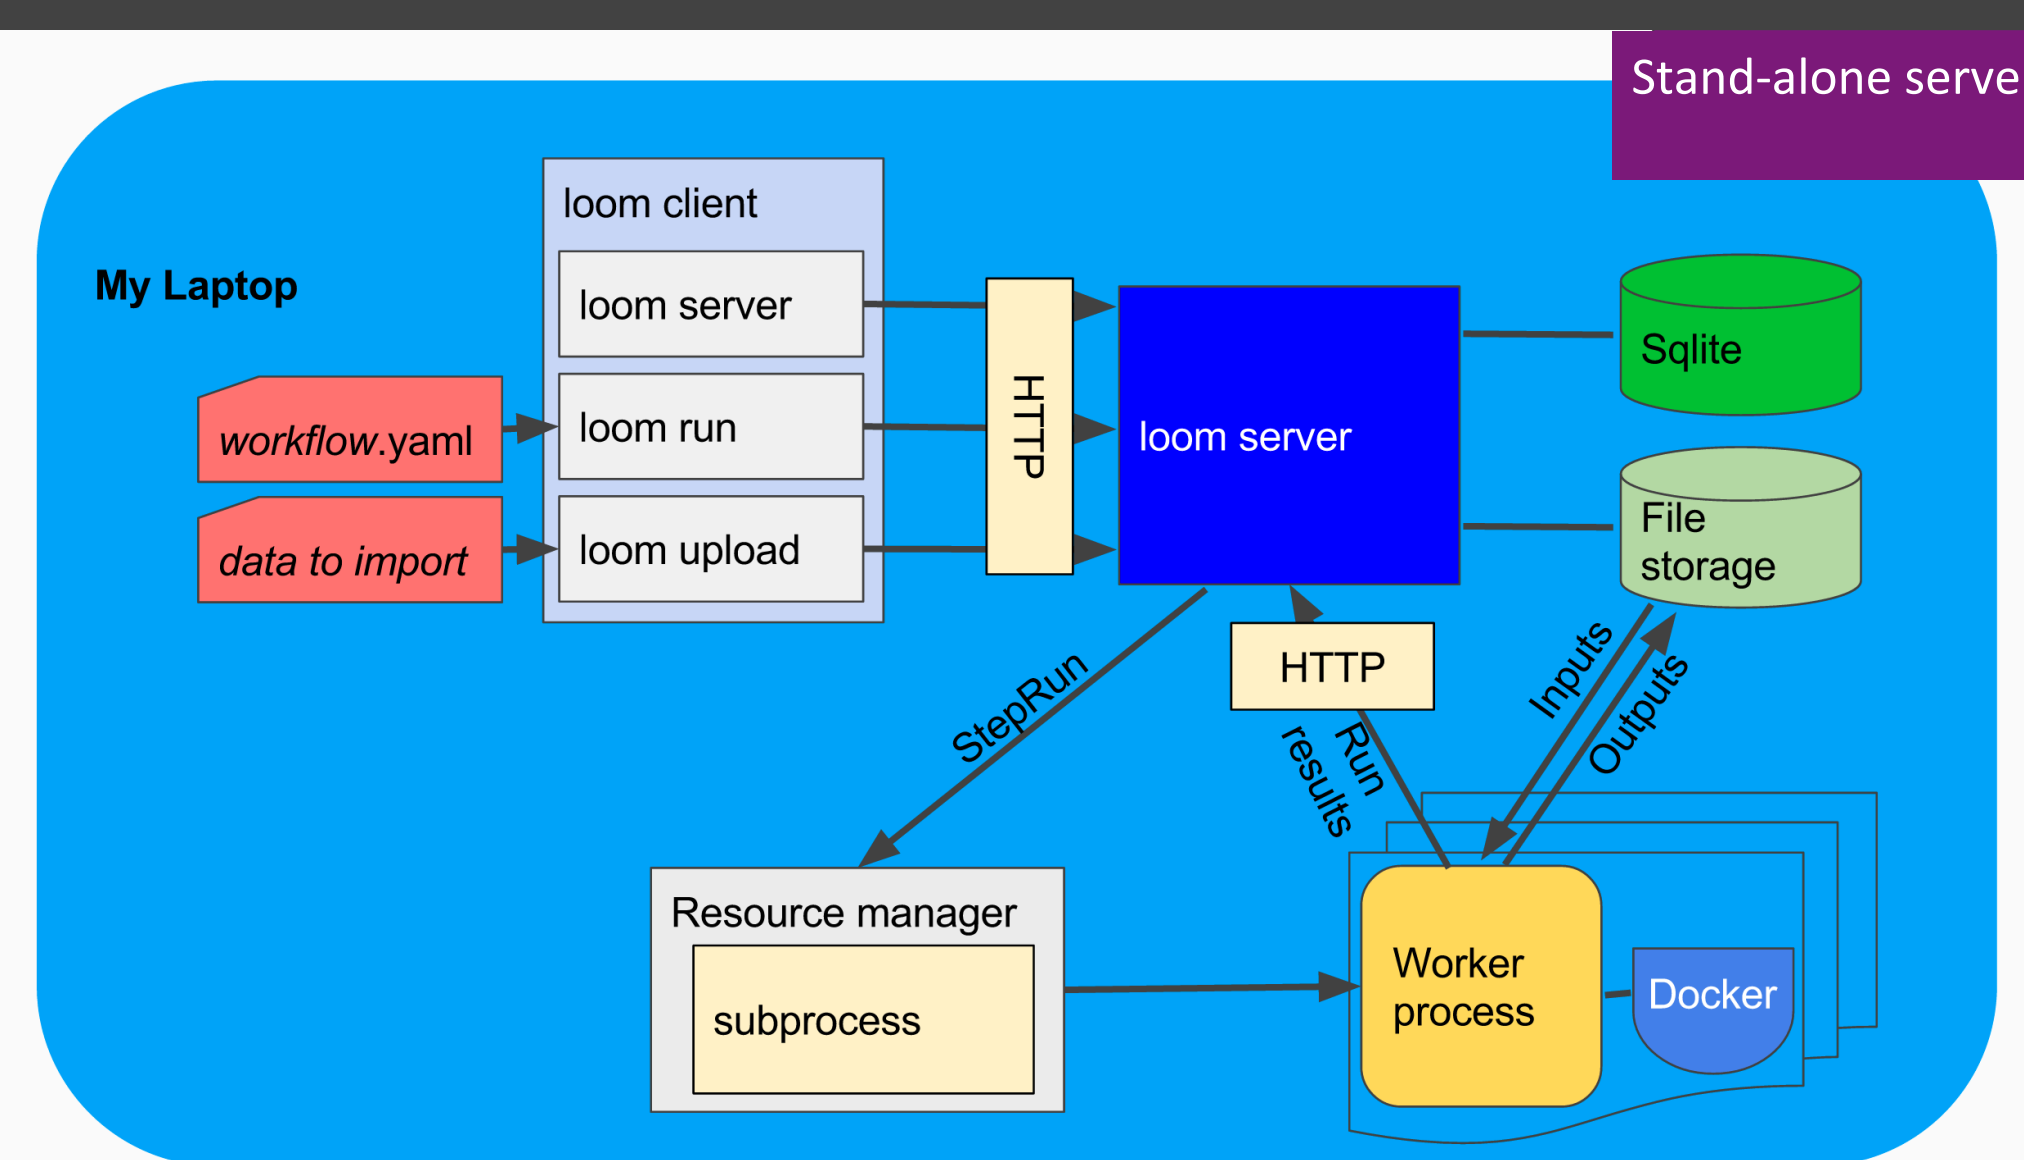 Stand-alone serve
My Laptop
loom client
loom server
loom run
loom upload
workflow.yaml
data to import
HTTP
loom server
Sqlite
File
storage
StepRun
HTTP
Run
results
Inputs
Outputs
Resource manager
subprocess
Worker
process
Docker